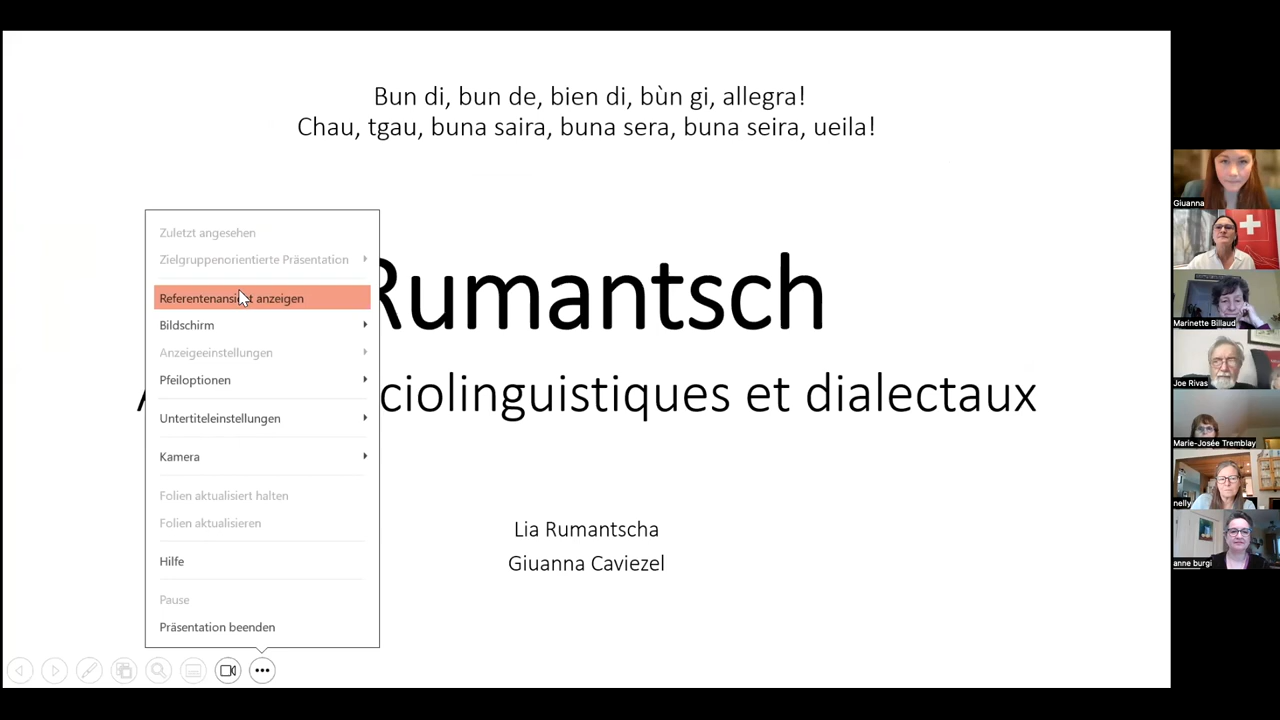 Bun di, bun de, bien di, bùn gi, allegra!
Chau, tgau, buna saira, buna sera, buna seira, ueila!
Rumantsch
ciolinguistiques et dialectaux
Lia Rumantscha
Giuanna Caviezel
Zuletzt angesehen
Zielgruppenorientierte Präsentation
Referentenansicht anzeigen
Bildschirm
Anzeigeeinstellungen
Pfeiloptionen
Untertiteleinstellungen
Kamera
Folien aktualisiert halten
Folien aktualisieren
Hilfe
Pause
Präsentation beenden
Giuanna
Marinette Billaud
Joe Rivas
Marie-Josée Tremblay
nelly
anne burgi